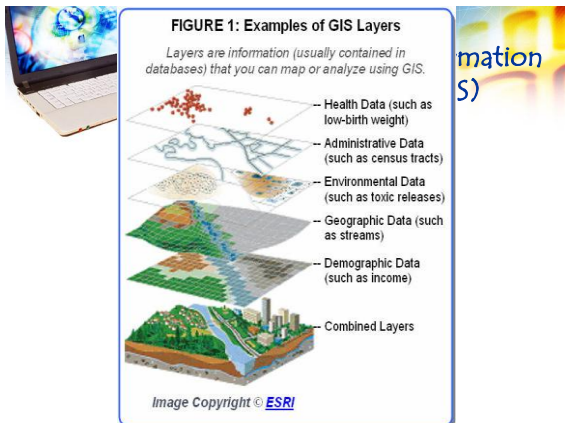 FIGURE 1: Examples of GIS Layers
Layers are information (usually contained in
databases) that you can map or analyze using GIS.
rmation
S)
-- Health Data (such as
low-birth weight)
-- Administrative Data
(such as census tracts)
-- Environmental Data
(such as toxic releases)
-- Geographic Data (such
as streams)
-- Demographic Data
(such as income)
-- Combined Layers
Image Copyright © ESRI